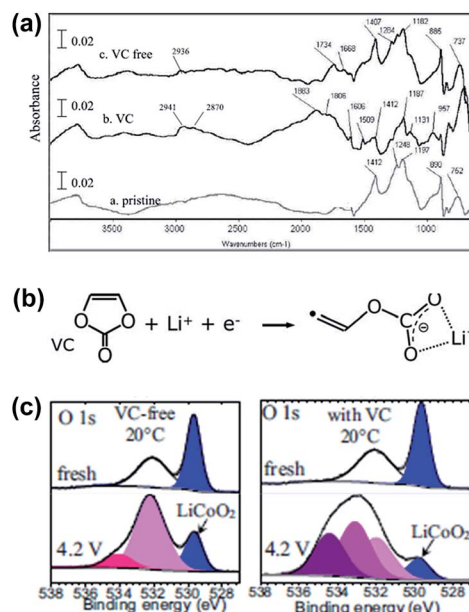 (a)
Absorbance
0.02
c. VC free
2936
1734
1668
1407
1284
1182
886
737
0.02
b. VC
2941
2870
1883
1806
1606
1509
1412
1187
1131
957
0.02
a. pristine
1412
1248
1197
890
762
4000 3500 3000 2500 2000 1500 1000
Wavenumbers (cm-1)
(b)
VC
O
O
O
+ Li⁺ + e⁻
O
C
O
O
Li
(c)
O 1s VC-free
20°C
fresh
LiCoO₂
4.2 V
538 536 534 532 530 528
Binding energy (eV)
O 1s with VC
20°C
fresh
LiCoO₂
4.2 V
538 536 534 532 530 528
Binding energy (eV)